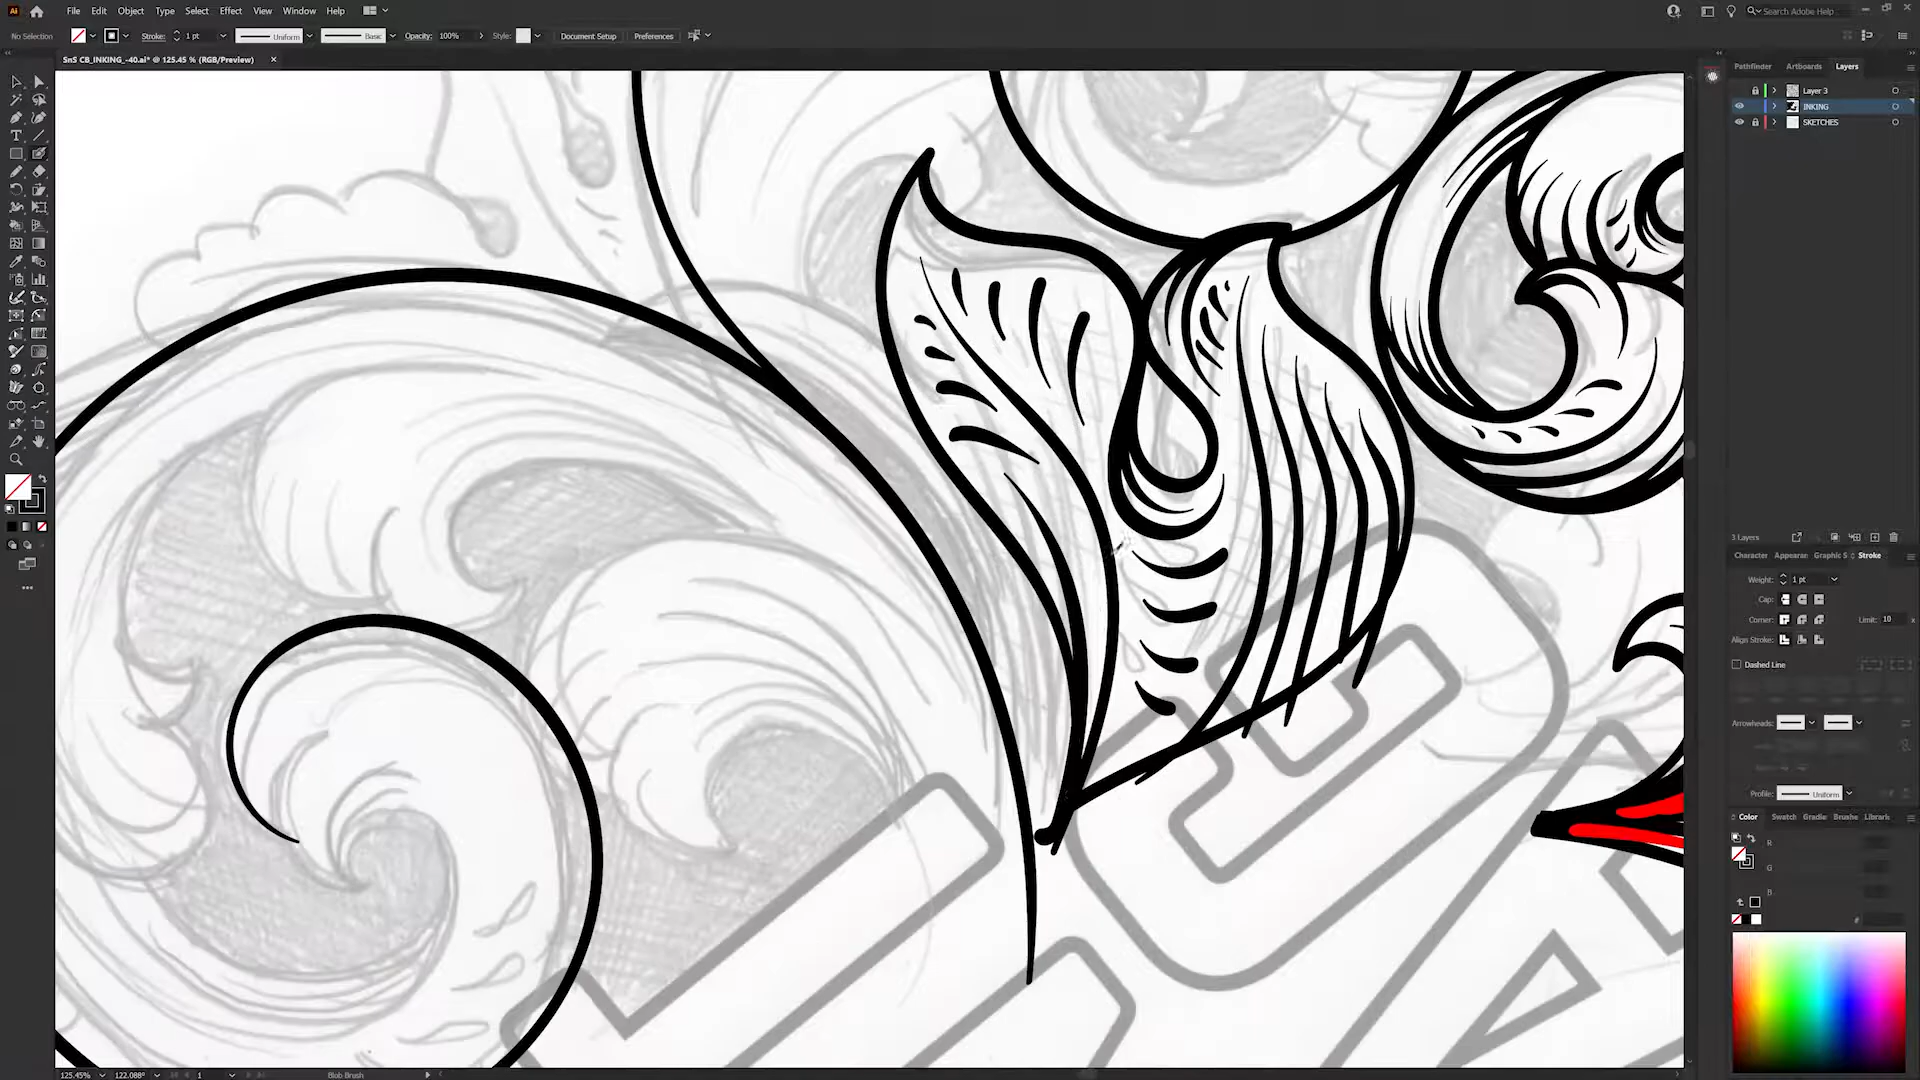 Ai File Edit Object Type Select Effect View Window Help Search Adobe Help
No Selection Stroke: 1 pt Uniform Basic Opacity: 100% Style: Document Setup Preferences
SnS CB_INKING_-40.ai* @ 125.45 % (RGB/Preview)
Pathfinder Artboards Layers
Layer 3
INKING
SKETCHES
3 Layers
Character Appearar Graphic S Stroke
Weight: 1 pt
Cap:
Corner: Limit: 10 x
Align Stroke:
Dashed Line
Arrowheads:
Profile: Uniform
Color Swatch Gradie Brushe Librarie
R
G
B
#
125.45% 122.088° 1 Blob Brush